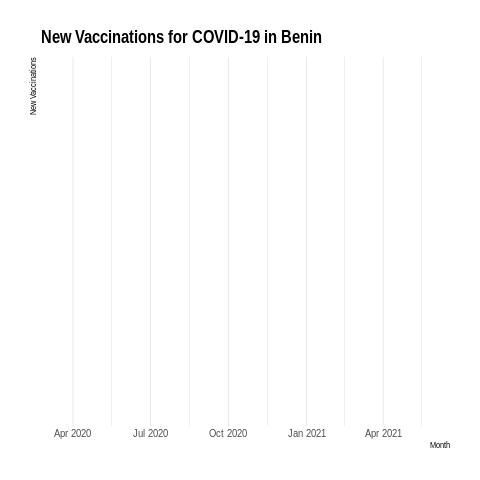 New Vaccinations for COVID-19 in Benin
New Vaccinations
Apr 2020 Jul 2020 Oct 2020 Jan 2021 Apr 2021
Month